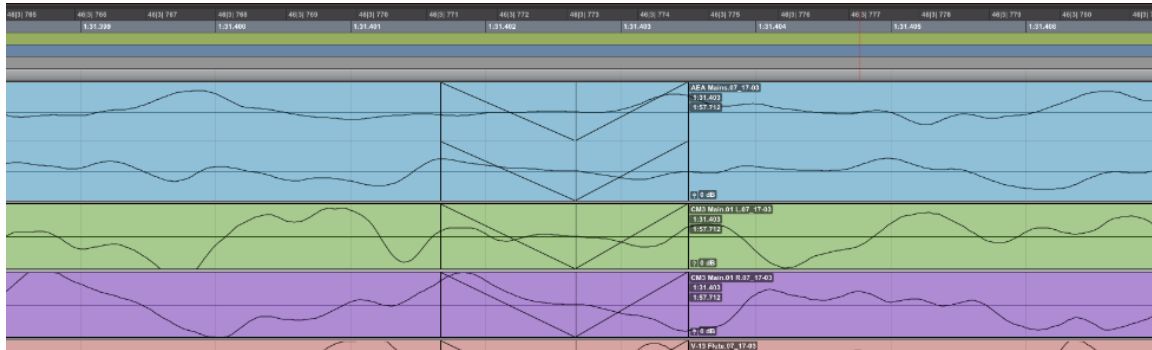 46|3| 765 46|3| 766 46|3| 767 46|3| 768 46|3| 769 46|3| 770 46|3| 771 46|3| 772 46|3| 773 46|3| 774 46|3| 775 46|3| 776 46|3| 777 46|3| 778 46|3| 779 46|3| 780 46|3|
1:31.399 1:31.400 1:31.401 1:31.402 1:31.403 1:31.404 1:31.405 1:31.406
AEA Mains.07_17-03
1:31.403
1:57.712
0 dB
CM3 Main.01 L.07_17-03
1:31.403
1:57.712
0 dB
CM3 Main.01 R.07_17-03
1:31.403
1:57.712
0 dB
V-13 Flute.07_17-03